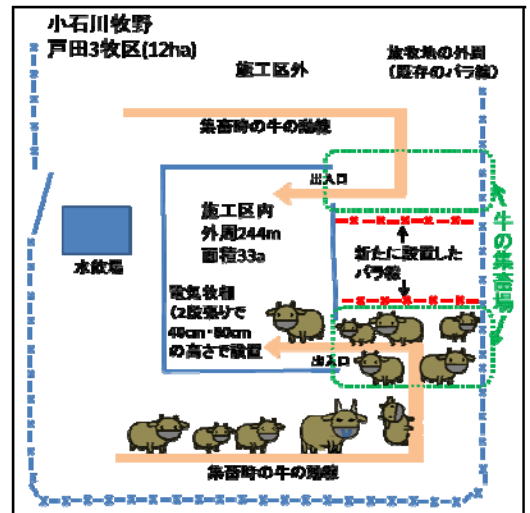 小石川牧野
戸田3牧区(12ha)
施工区外
放牧地の外周
(既存のバラ線)
集畜時の牛の動線
出入口
施工区内
外周244m
面積33a
水飲場
新たに設置した
バラ線
牛の集畜場
電気牧柵
(2段張りで
40cm・80cm
の高さで設置
出入口
集畜時の牛の動線